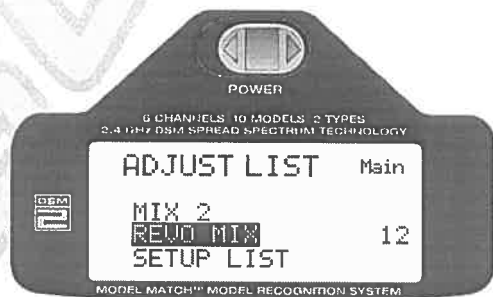 POWER
6 CHANNELS 10 MODELS 2 TYPES
2.4 GHz DSM SPREAD SPECTRUM TECHNOLOGY
ADJUST LIST Main
DSM
2
MIX 2
REVO MIX 12
SETUP LIST
MODEL MATCH™ MODEL RECOGNITION SYSTEM